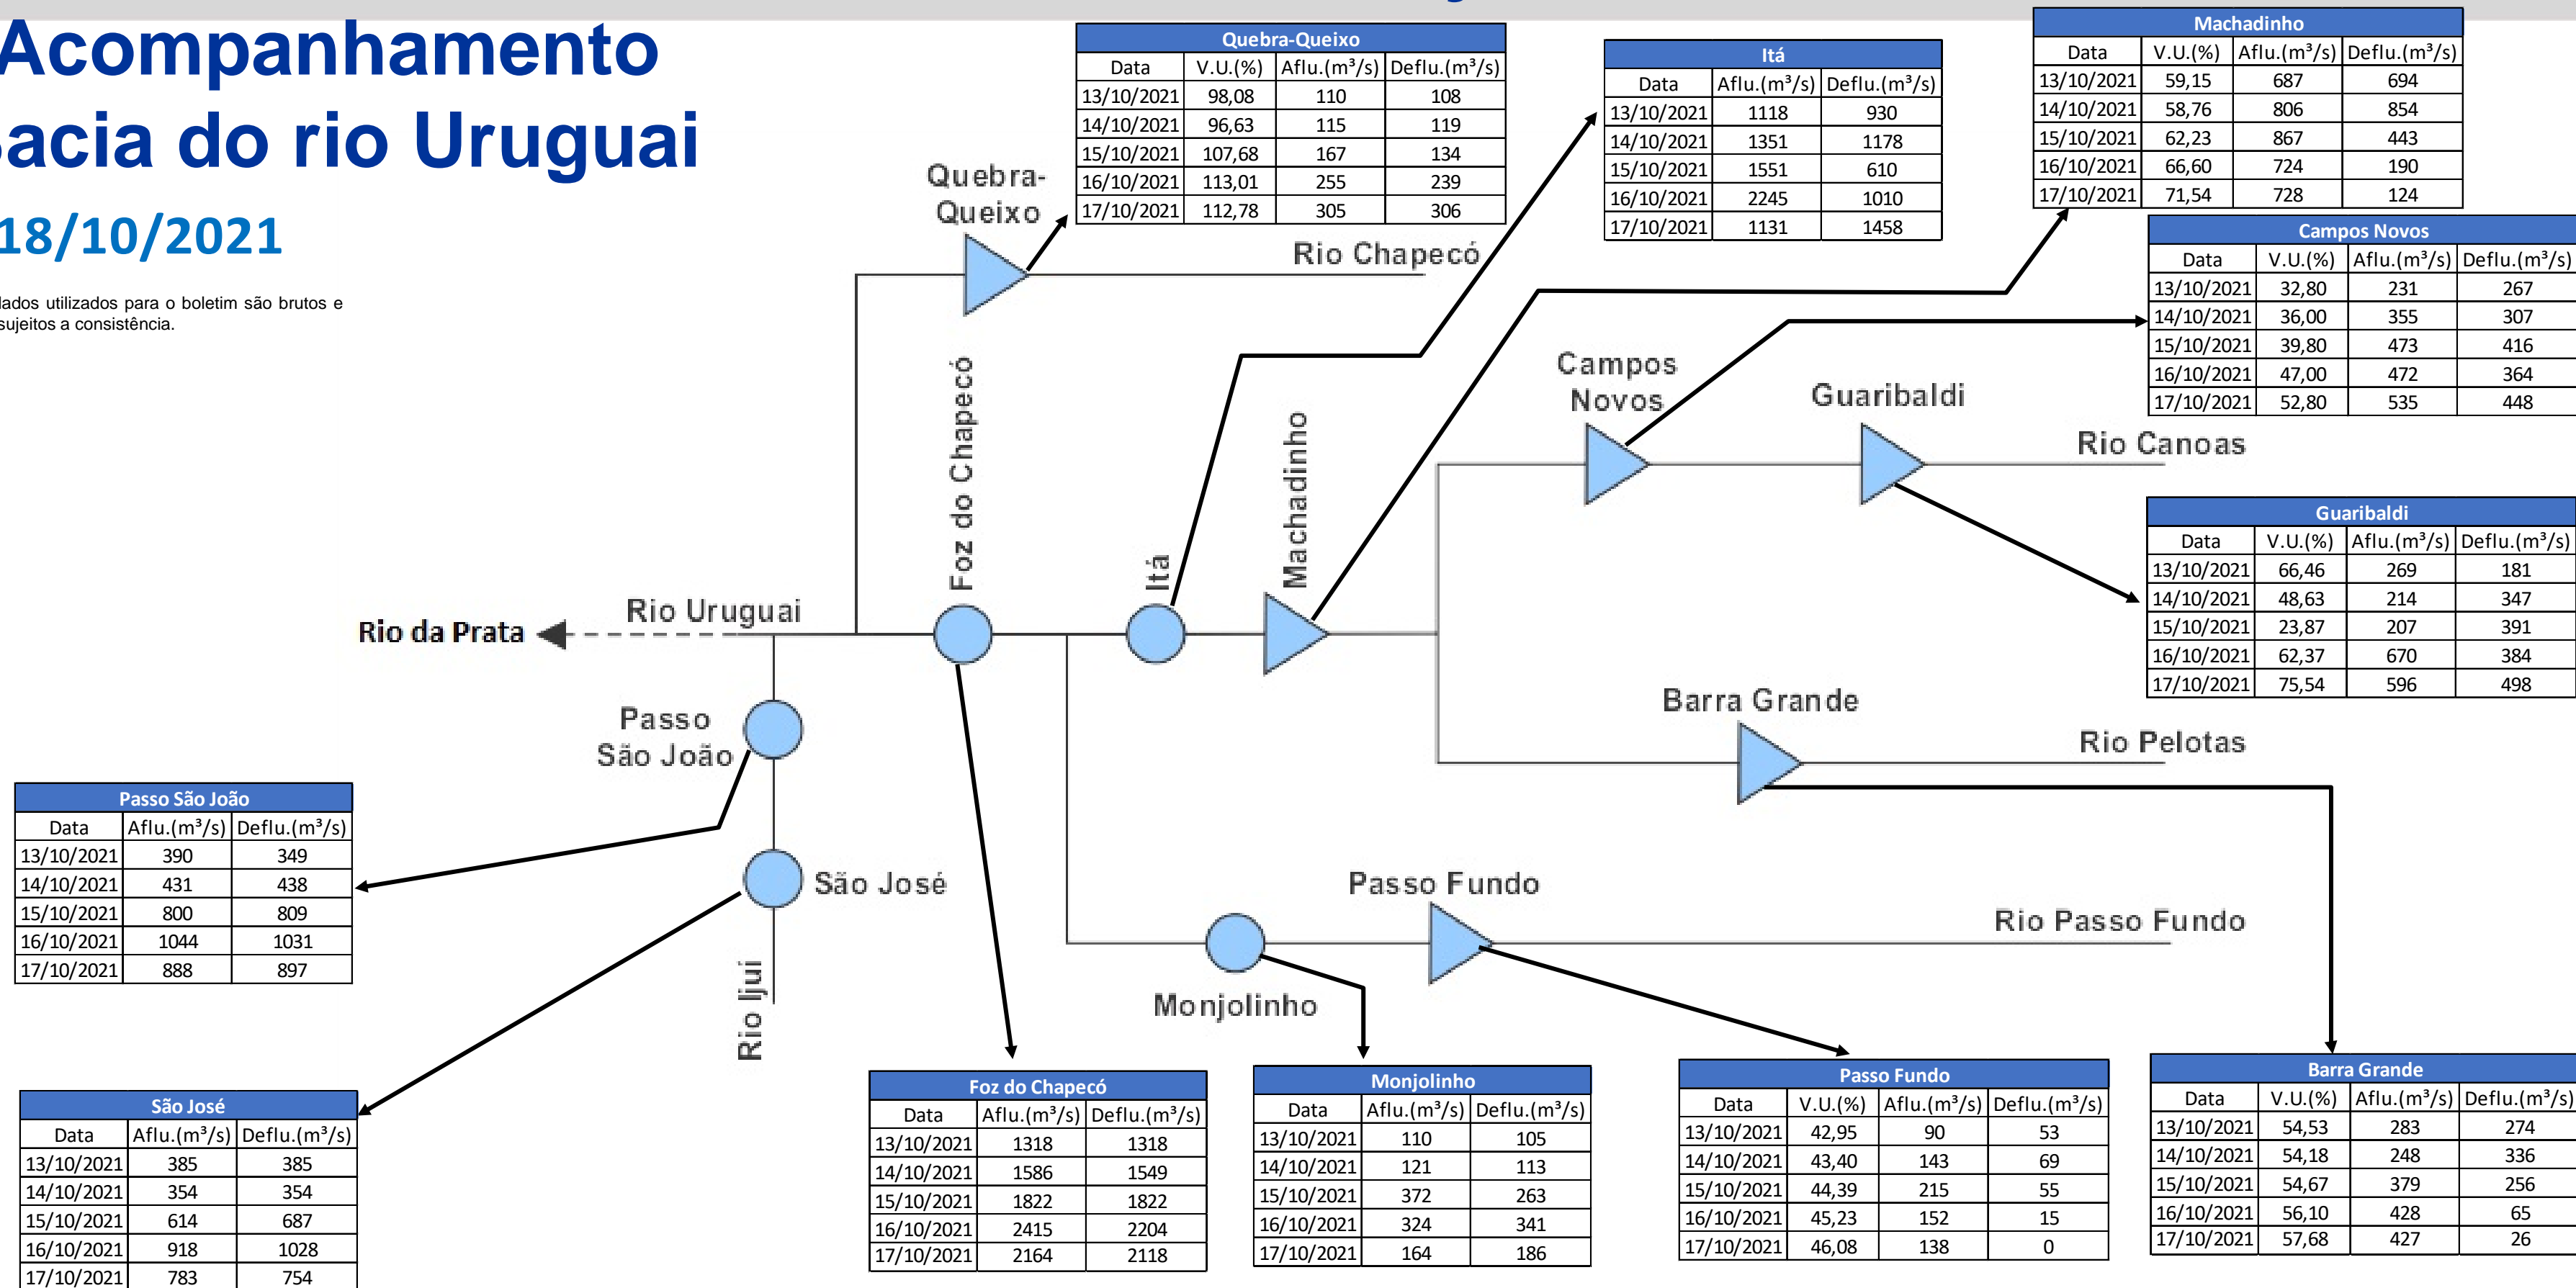 Acompanhamento
Bacia do rio Uruguai
18/10/2021
dados utilizados para o boletim são brutos e
sujeitos a consistência.
Quebra-Queixo
Data V.U.(%) Aflu.(m³/s) Deflu.(m³/s)
13/10/2021 98,08 110 108
14/10/2021 96,63 115 119
15/10/2021 107,68 167 134
16/10/2021 113,01 255 239
17/10/2021 112,78 305 306
Itá
Data Aflu.(m³/s) Deflu.(m³/s)
13/10/2021 1118 930
14/10/2021 1351 1178
15/10/2021 1551 610
16/10/2021 2245 1010
17/10/2021 1131 1458
Machadinho
Data V.U.(%) Aflu.(m³/s) Deflu.(m³/s)
13/10/2021 59,15 687 694
14/10/2021 58,76 806 854
15/10/2021 62,23 867 443
16/10/2021 66,60 724 190
17/10/2021 71,54 728 124
Campos Novos
Data V.U.(%) Aflu.(m³/s) Deflu.(m³/s)
13/10/2021 32,80 231 267
14/10/2021 36,00 355 307
15/10/2021 39,80 473 416
16/10/2021 47,00 472 364
17/10/2021 52,80 535 448
Quebra-
Queixo
Rio Chapecó
Foz do Chapecó
Itá
Machadinho
Campos
Novos
Guaribaldi
Rio Canoas
Guaribaldi
Data V.U.(%) Aflu.(m³/s) Deflu.(m³/s)
13/10/2021 66,46 269 181
14/10/2021 48,63 214 347
15/10/2021 23,87 207 391
16/10/2021 62,37 670 384
17/10/2021 75,54 596 498
Rio da Prata
Rio Uruguai
Passo
São João
Barra Grande
Rio Pelotas
Passo São João
Data Aflu.(m³/s) Deflu.(m³/s)
13/10/2021 390 349
14/10/2021 431 438
15/10/2021 800 809
16/10/2021 1044 1031
17/10/2021 888 897
São José
Rio Ijuí
Passo Fundo
Rio Passo Fundo
Monjolinho
São José
Data Aflu.(m³/s) Deflu.(m³/s)
13/10/2021 385 385
14/10/2021 354 354
15/10/2021 614 687
16/10/2021 918 1028
17/10/2021 783 754
Foz do Chapecó
Data Aflu.(m³/s) Deflu.(m³/s)
13/10/2021 1318 1318
14/10/2021 1586 1549
15/10/2021 1822 1822
16/10/2021 2415 2204
17/10/2021 2164 2118
Monjolinho
Data Aflu.(m³/s) Deflu.(m³/s)
13/10/2021 110 105
14/10/2021 121 113
15/10/2021 372 263
16/10/2021 324 341
17/10/2021 164 186
Passo Fundo
Data V.U.(%) Aflu.(m³/s) Deflu.(m³/s)
13/10/2021 42,95 90 53
14/10/2021 43,40 143 69
15/10/2021 44,39 215 55
16/10/2021 45,23 152 15
17/10/2021 46,08 138 0
Barra Grande
Data V.U.(%) Aflu.(m³/s) Deflu.(m³/s)
13/10/2021 54,53 283 274
14/10/2021 54,18 248 336
15/10/2021 54,67 379 256
16/10/2021 56,10 428 65
17/10/2021 57,68 427 26